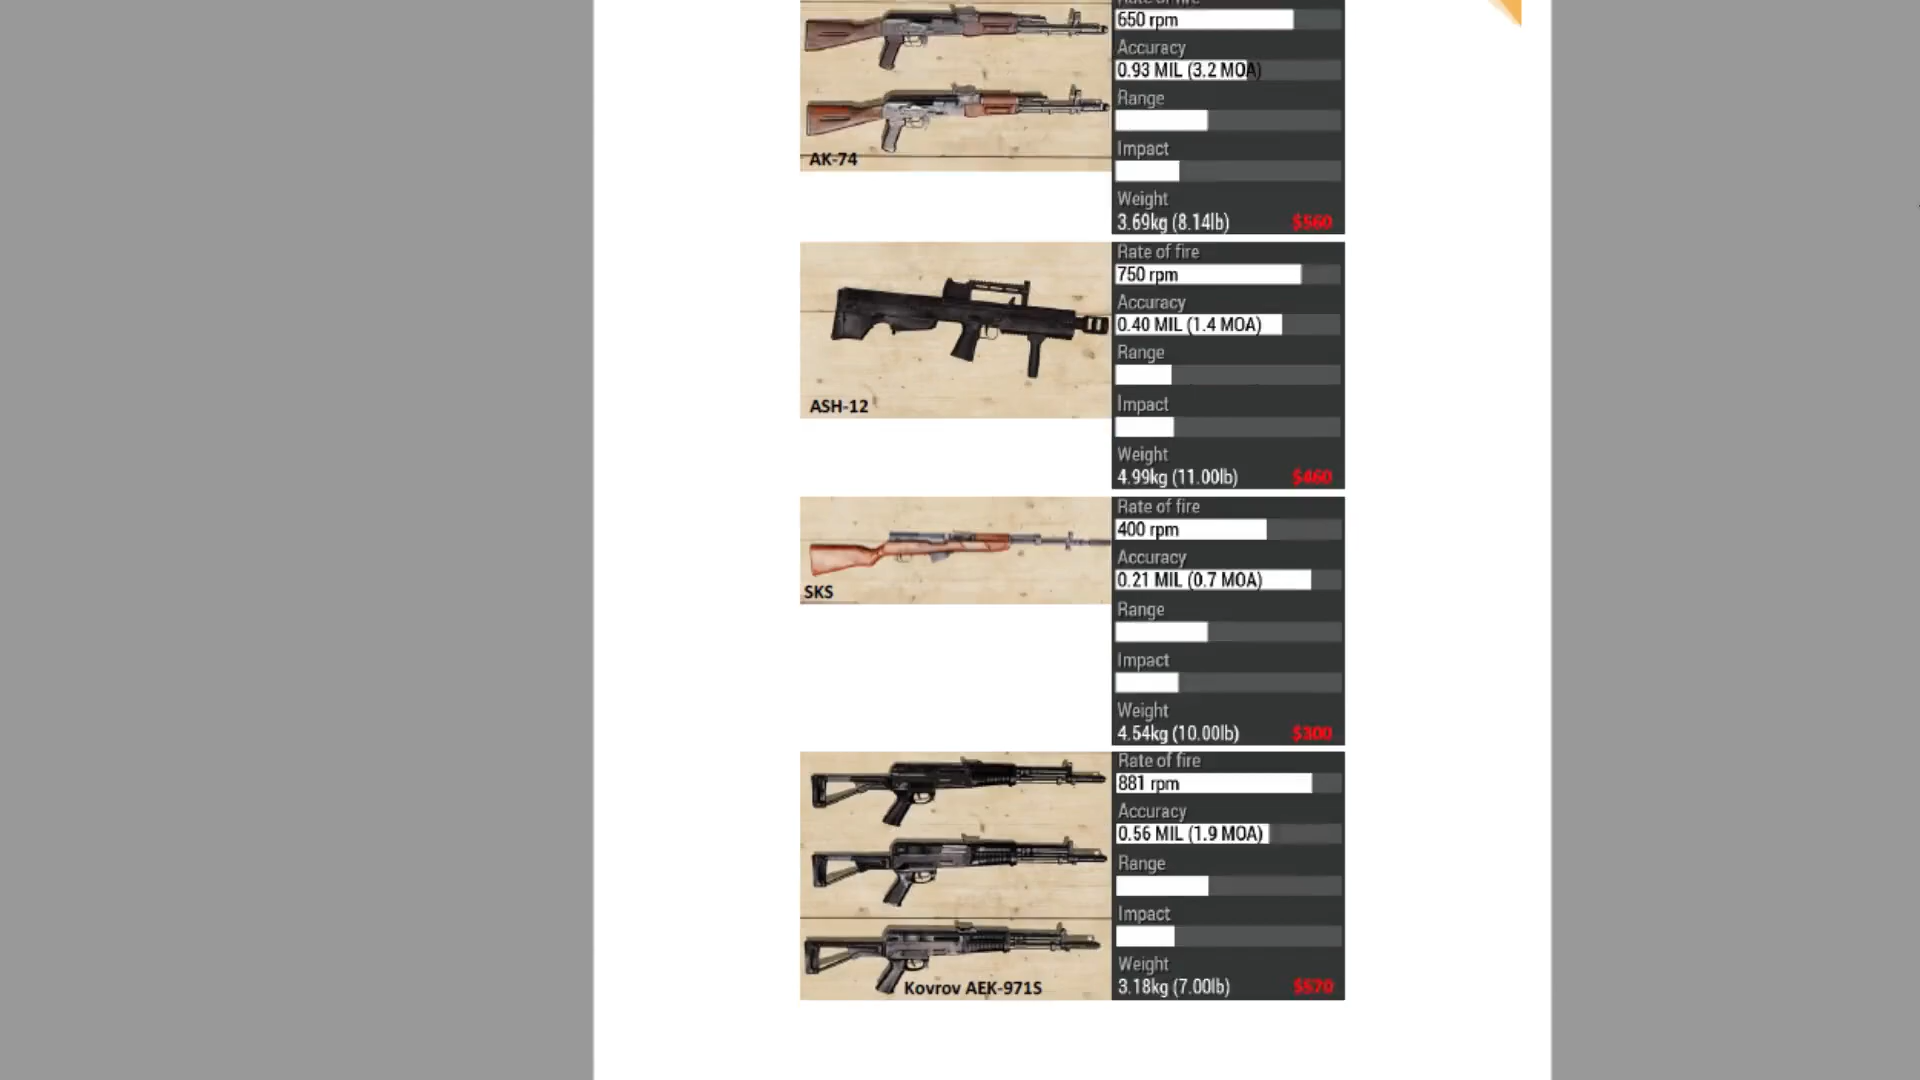 Rate of fire
650 rpm
Accuracy
0.93 MIL (3.2 MOA)
Range
Impact
AK-74
Weight
3.69kg (8.14lb) $560
Rate of fire
750 rpm
Accuracy
0.40 MIL (1.4 MOA)
Range
Impact
ASH-12
Weight
4.99kg (11.00lb) $460
Rate of fire
400 rpm
Accuracy
0.21 MIL (0.7 MOA)
SKS
Range
Impact
Weight
4.54kg (10.00lb) $300
Rate of fire
881 rpm
Accuracy
0.56 MIL (1.9 MOA)
Range
Impact
Weight
Kovrov AEK-971S
3.18kg (7.00lb) $570